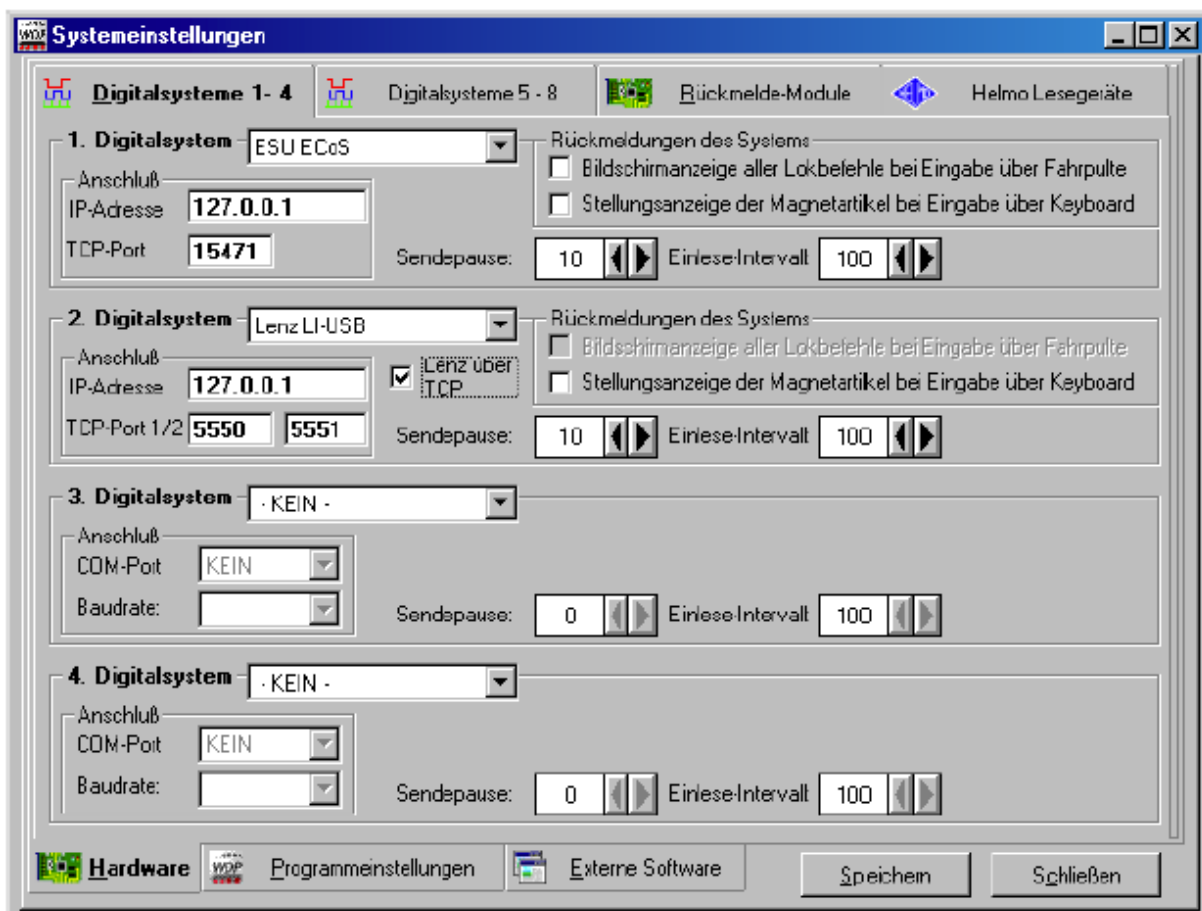 Systemeinstellungen
Digitalsysteme 1- 4
Digitalsysteme 5 - 8
Rückmelde-Module
Helmo Lesegeräte
1. Digitalsystem
ESU ECoS
Anschluß
IP-Adresse
127.0.0.1
TCP-Port
15471
Rückmeldungen des Systems
Bildschirmanzeige aller Lokbefehle bei Eingabe über Fahrpulte
Stellungsanzeige der Magnetartikel bei Eingabe über Keyboard
Sendepause:
10
Einlese-Intervall:
100
2. Digitalsystem
Lenz LI-USB
Anschluß
IP-Adresse
127.0.0.1
TCP-Port 1/2
5550
5551
Lenz über
TCP
Rückmeldungen des Systems
Bildschirmanzeige aller Lokbefehle bei Eingabe über Fahrpulte
Stellungsanzeige der Magnetartikel bei Eingabe über Keyboard
Sendepause:
10
Einlese-Intervall:
100
3. Digitalsystem
- KEIN -
Anschluß
COM-Port
KEIN
Baudrate:
Sendepause:
0
Einlese-Intervall:
100
4. Digitalsystem
- KEIN -
Anschluß
COM-Port
KEIN
Baudrate:
Sendepause:
0
Einlese-Intervall:
100
Hardware
WDP
Programmeinstellungen
Externe Software
Speichern
Schließen